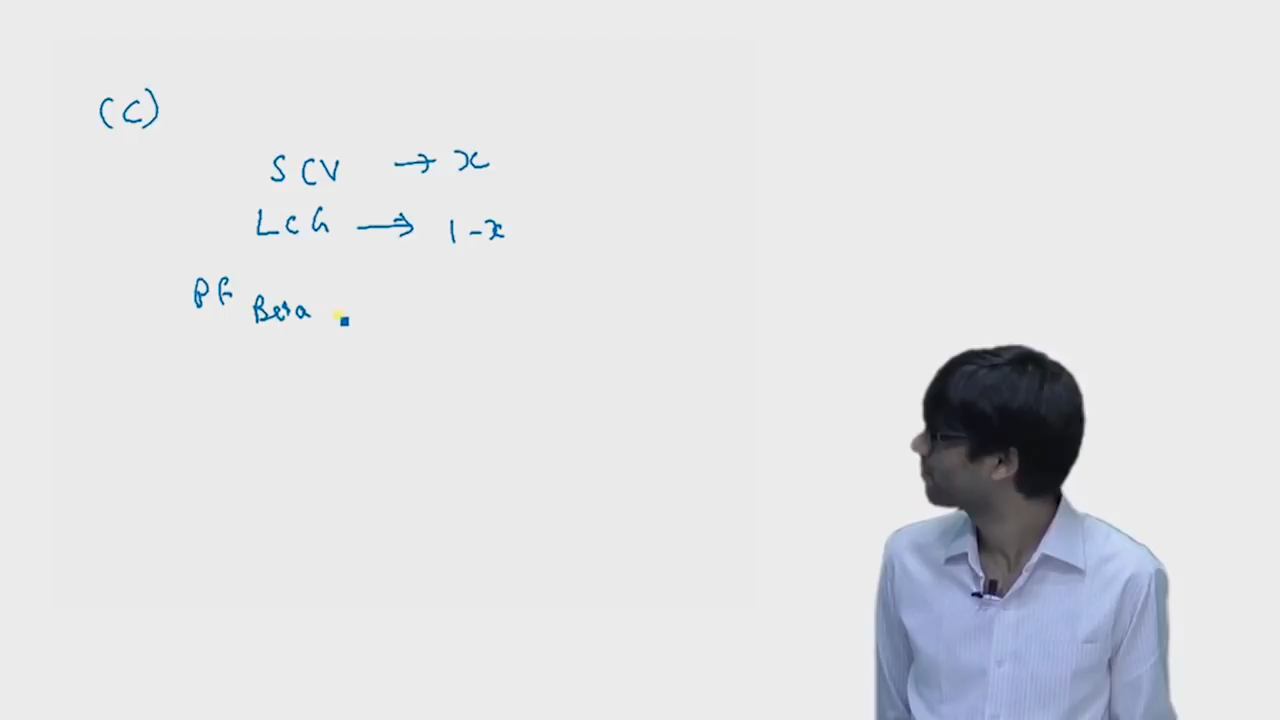 (C)
SCV → x
LCG → 1-x
PF Beta